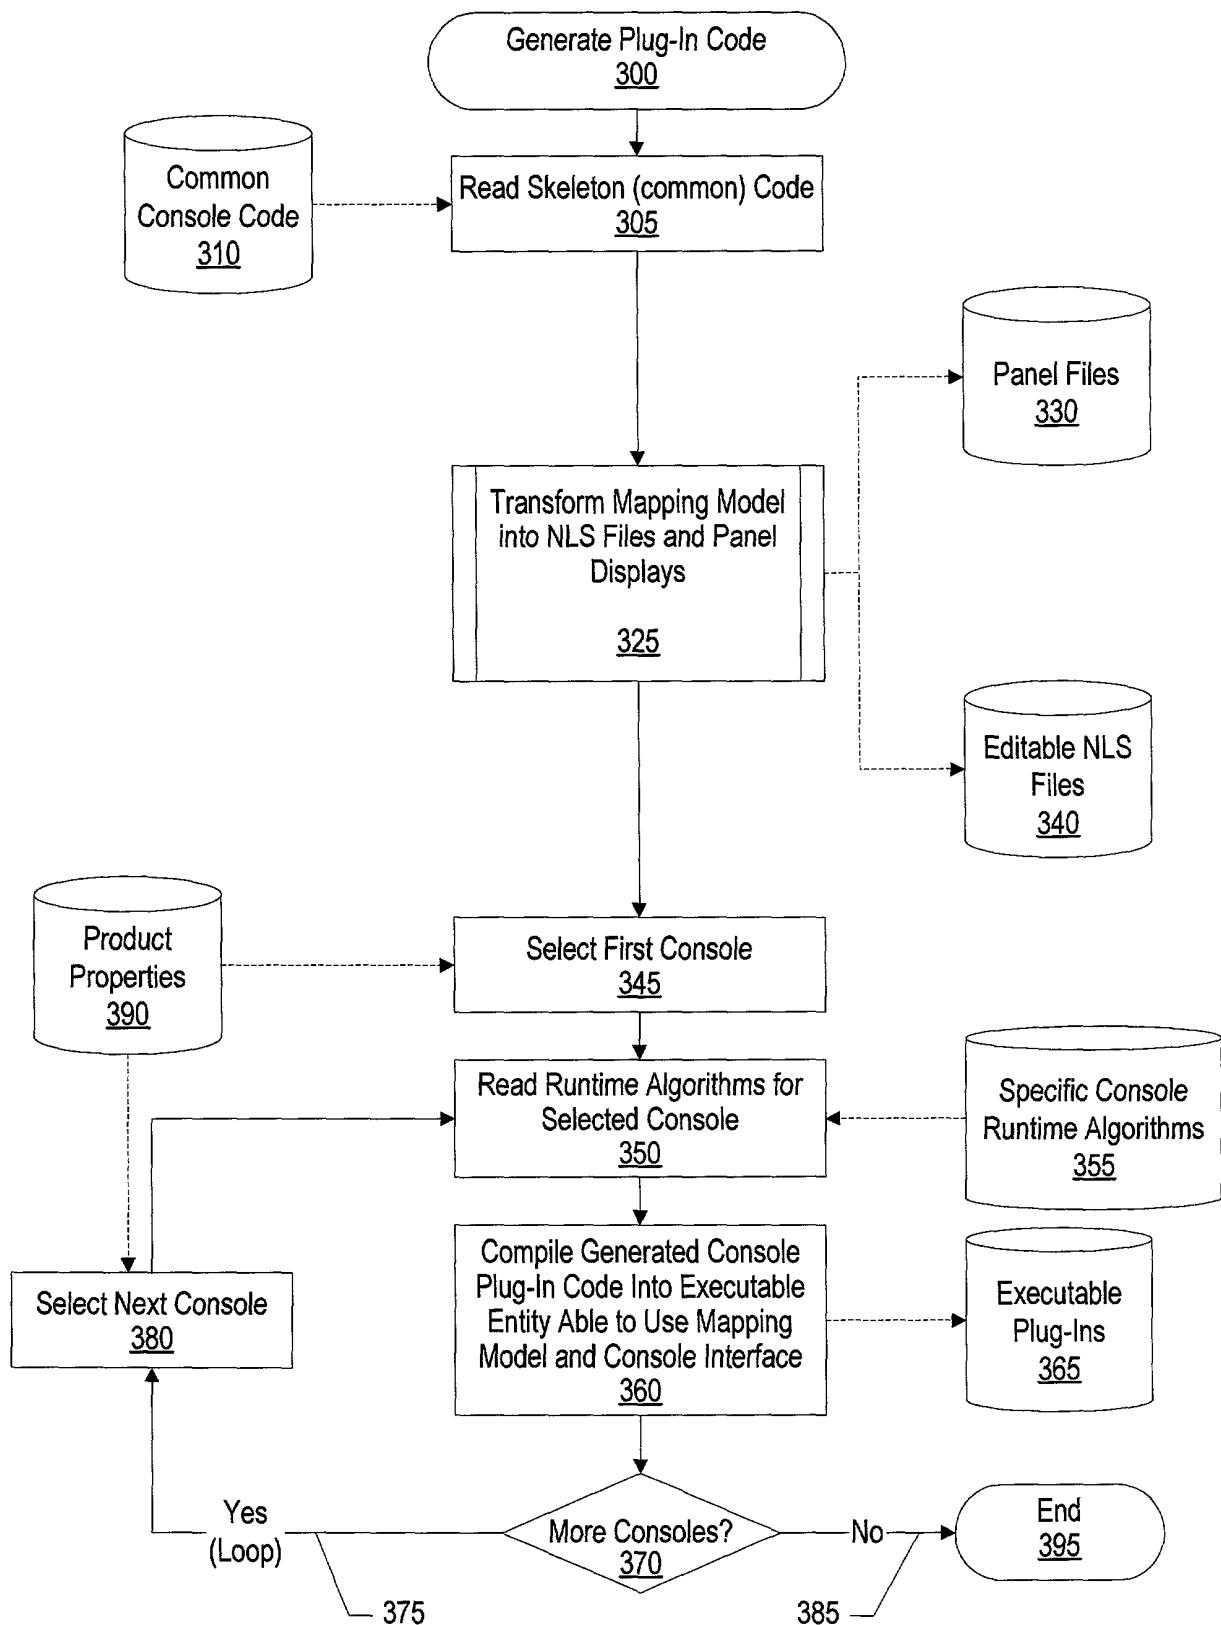 Generate Plug-In Code
300
Common
Console Code
310
Read Skeleton (common) Code
305
Panel Files
330
Transform Mapping Model
into NLS Files and Panel
Displays
325
Editable NLS
Files
340
Product
Properties
390
Select First Console
345
Read Runtime Algorithms for
Selected Console
350
Specific Console
Runtime Algorithms
355
Compile Generated Console
Plug-In Code Into Executable
Entity Able to Use Mapping
Model and Console Interface
360
Executable
Plug-Ins
365
Select Next Console
380
Yes
(Loop)
More Consoles?
370
No
End
395
375
385